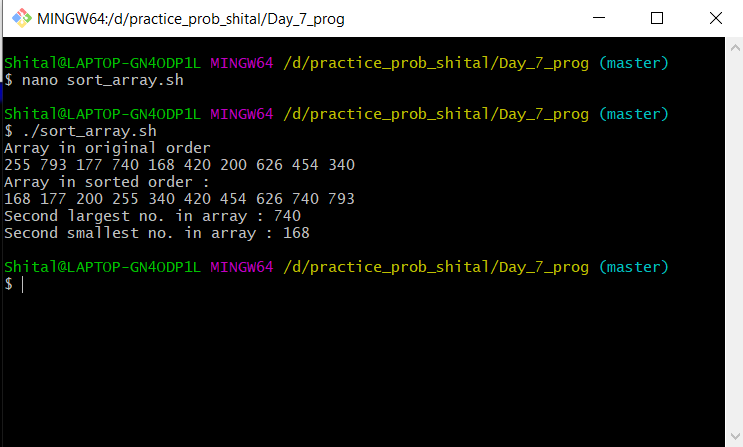 MINGW64:/d/practice_prob_shital/Day_7_prog
Shital@LAPTOP-GN4ODP1L MINGW64 /d/practice_prob_shital/Day_7_prog (master)
$ nano sort_array.sh
Shital@LAPTOP-GN4ODP1L MINGW64 /d/practice_prob_shital/Day_7_prog (master)
$ ./sort_array.sh
Array in original order
255 793 177 740 168 420 200 626 454 340
Array in sorted order :
168 177 200 255 340 420 454 626 740 793
Second largest no. in array : 740
Second smallest no. in array : 168
Shital@LAPTOP-GN4ODP1L MINGW64 /d/practice_prob_shital/Day_7_prog (master)
$